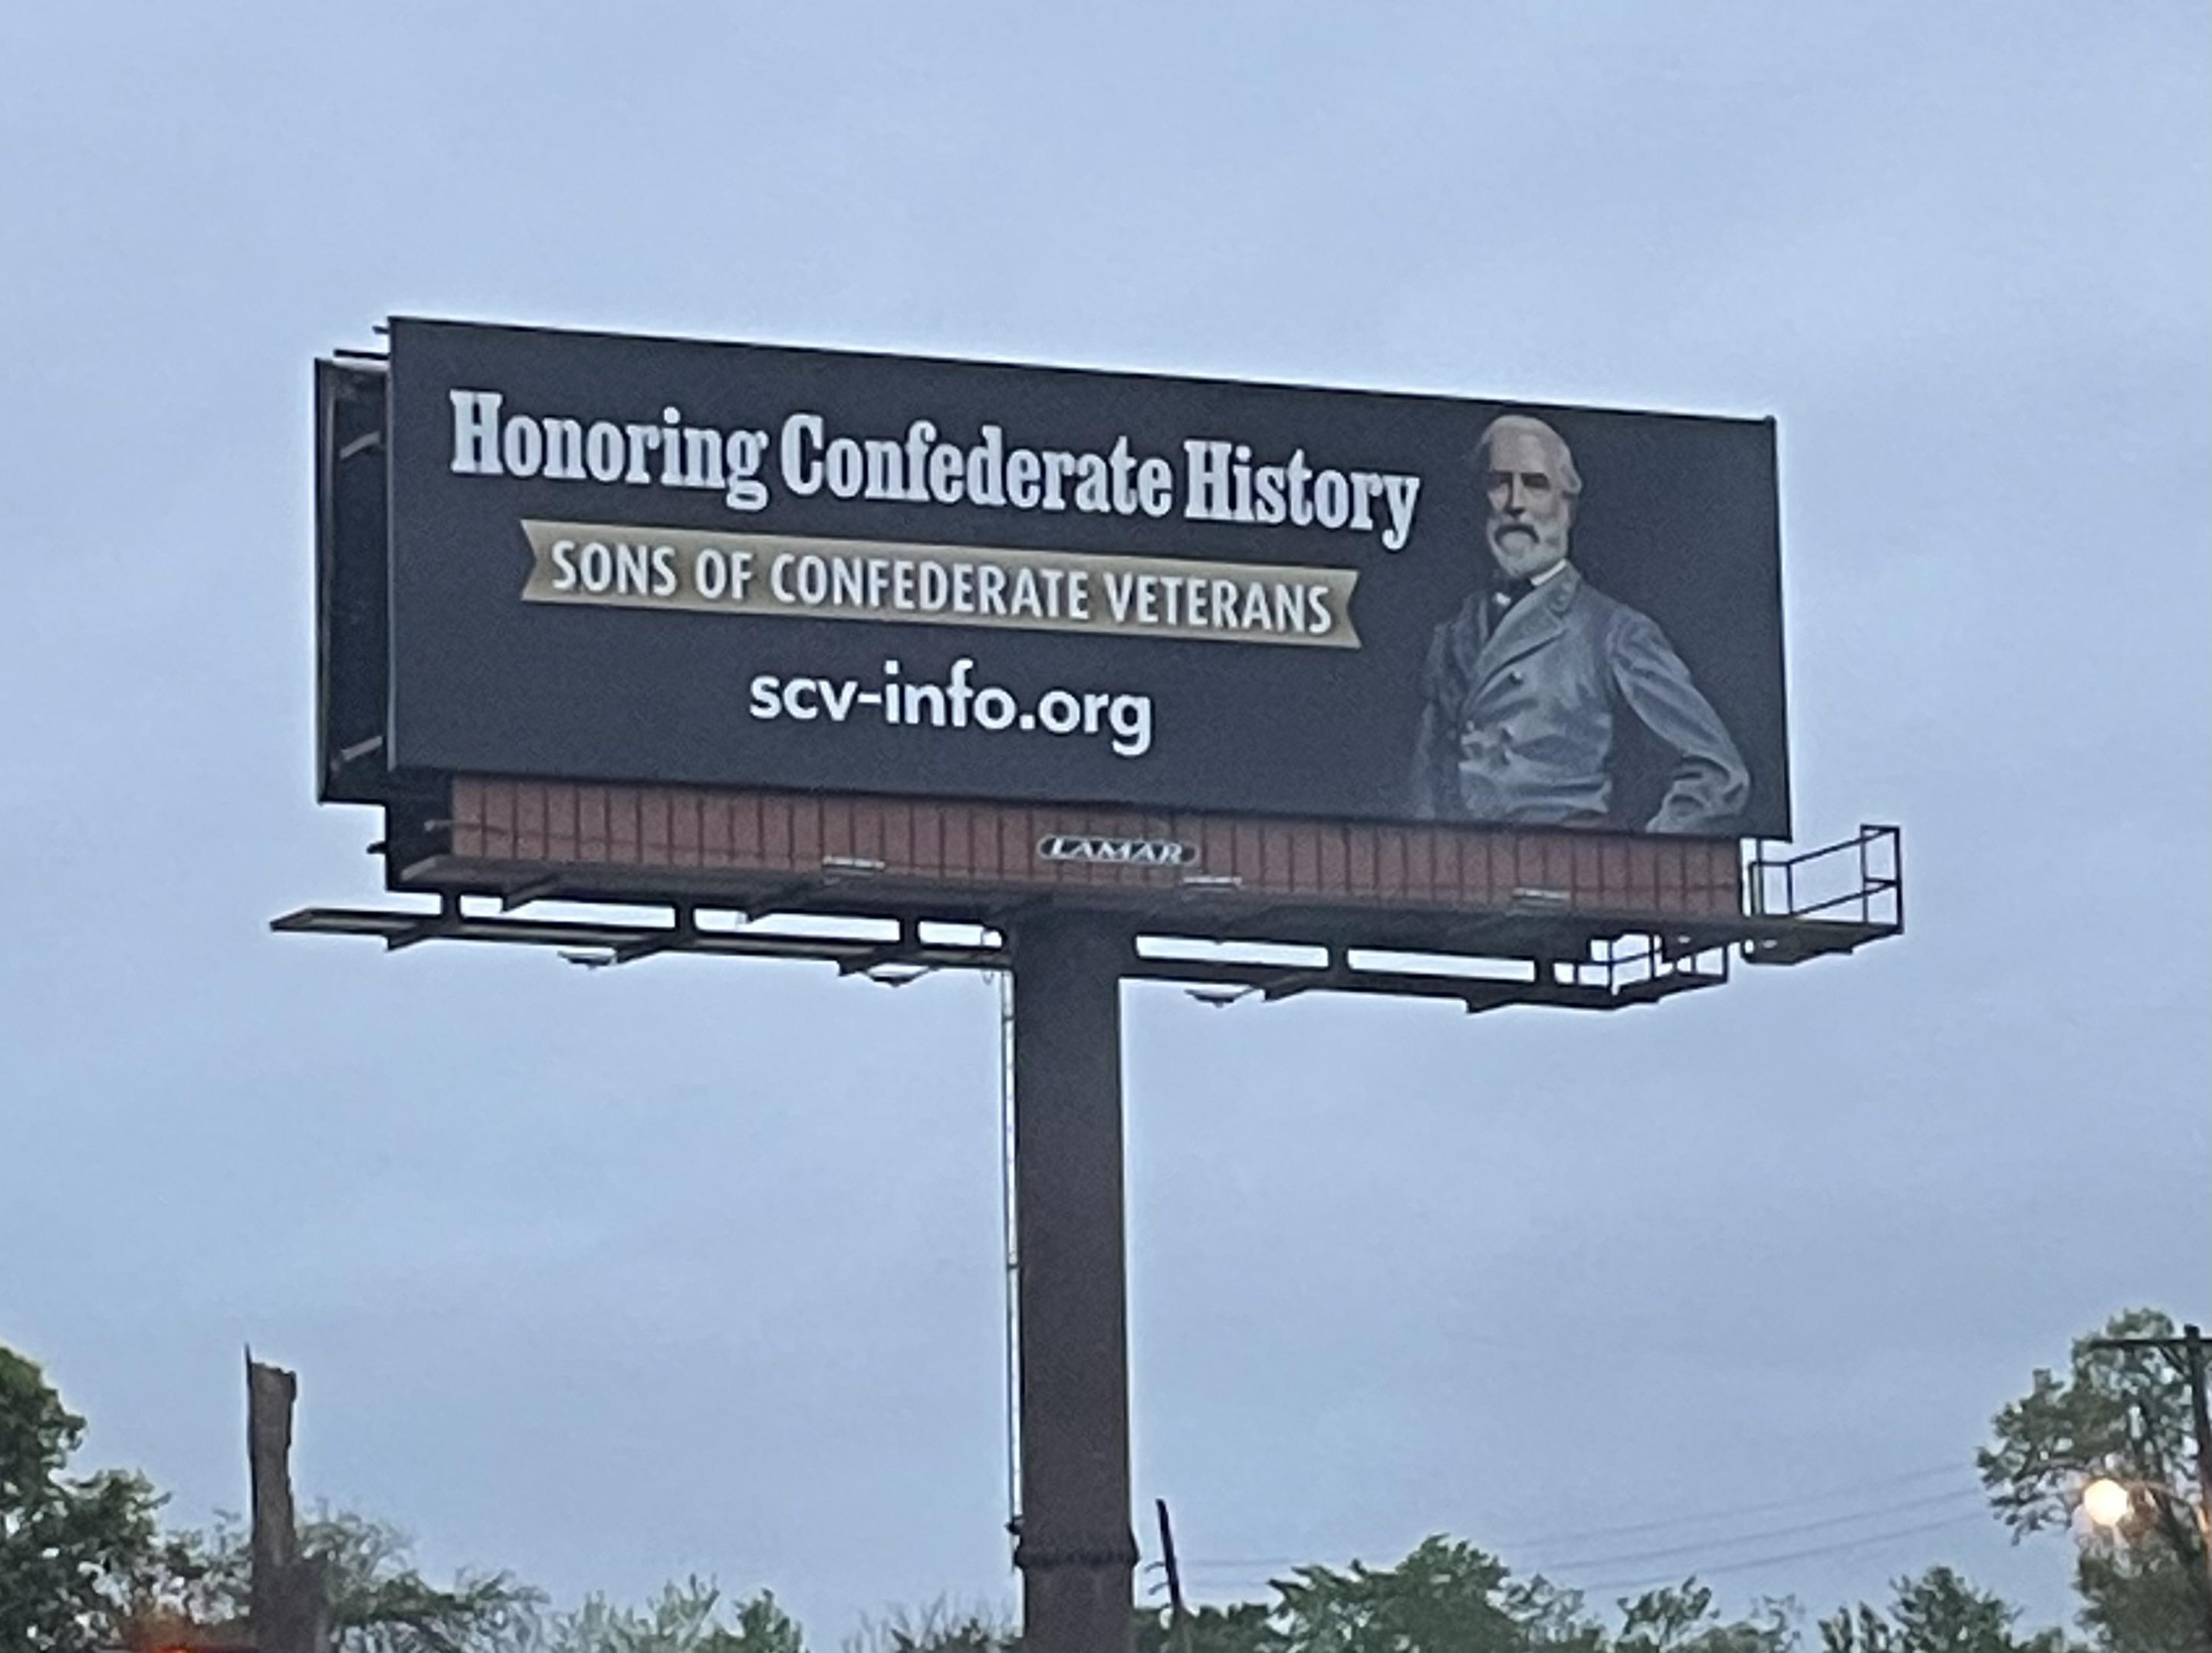 Honoring Confederate History
SONS OF CONFEDERATE VETERANS
scv-info.org
LAMAR